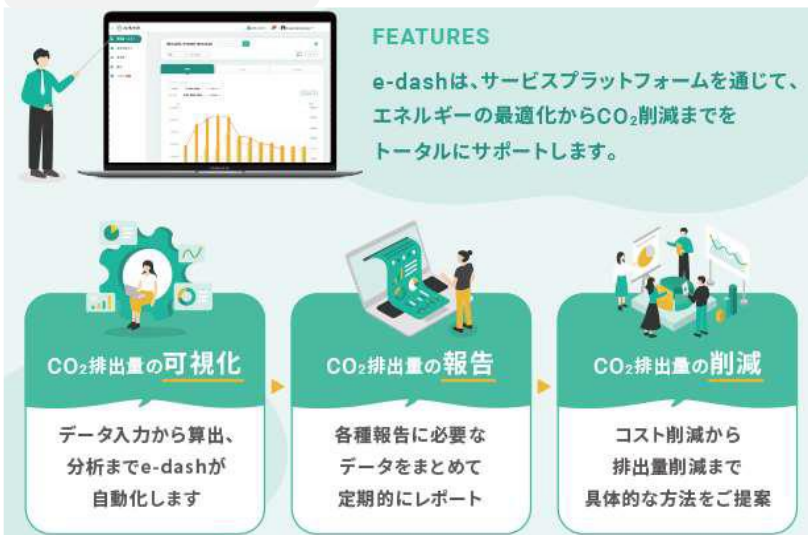 FEATURES
e-dashは、サービスプラットフォームを通じて、
エネルギーの最適化からCO₂削減までを
トータルにサポートします。
CO₂排出量の可視化
データ入力から算出、
分析までe-dashが
自動化します
CO₂排出量の報告
各種報告に必要な
データをまとめて
定期的にレポート
CO₂排出量の削減
コスト削減から
排出量削減まで
具体的な方法をご提案